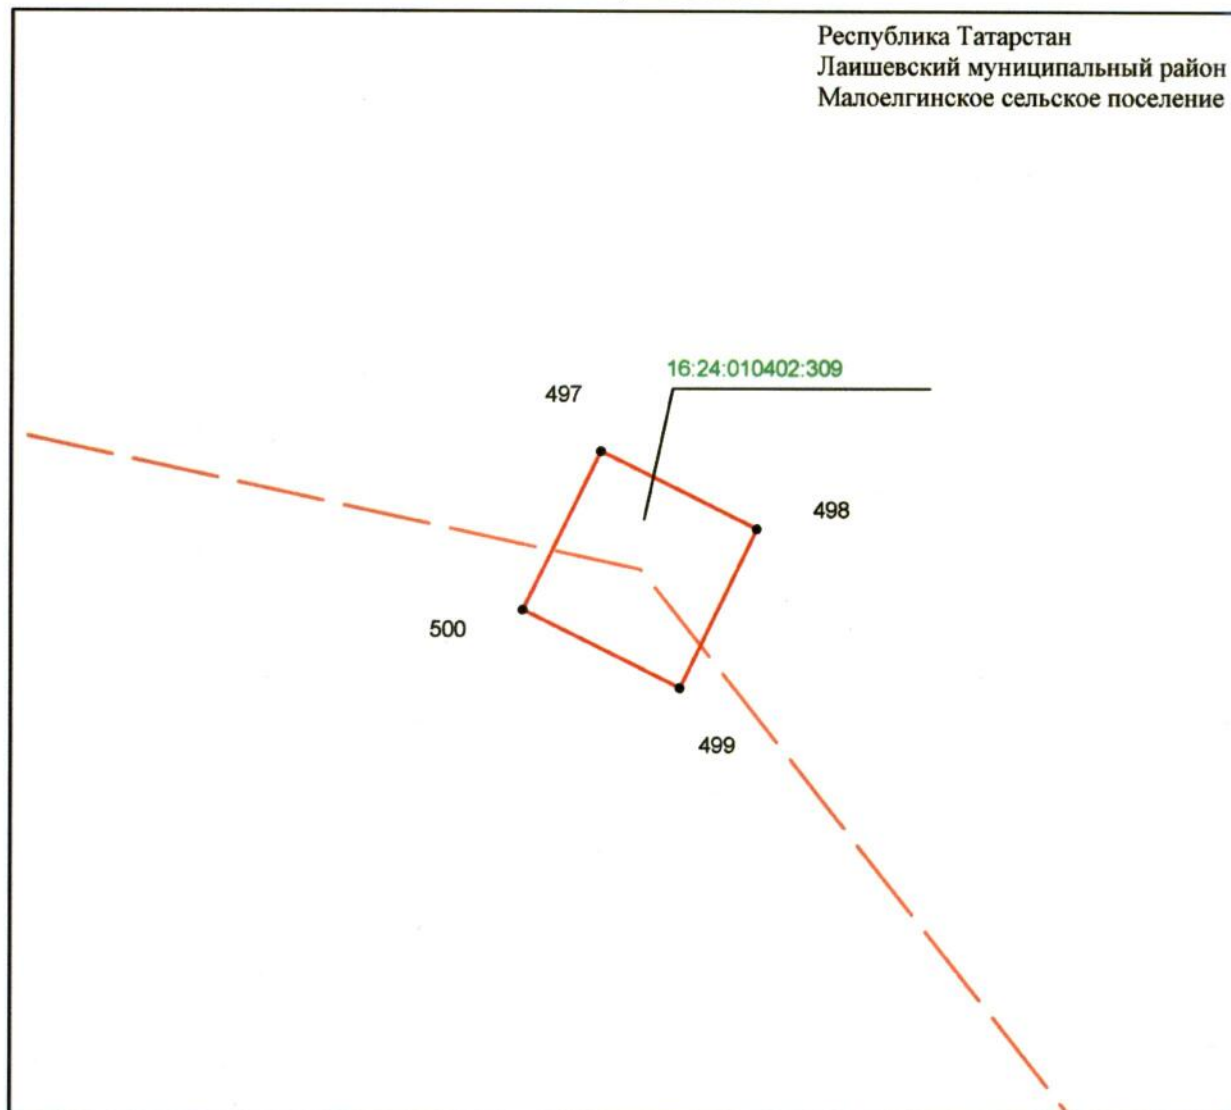 Республика Татарстан
Лаишевский муниципальный район
Малоелгинское сельское поселение
16:24:010402:309
497
498
500
499